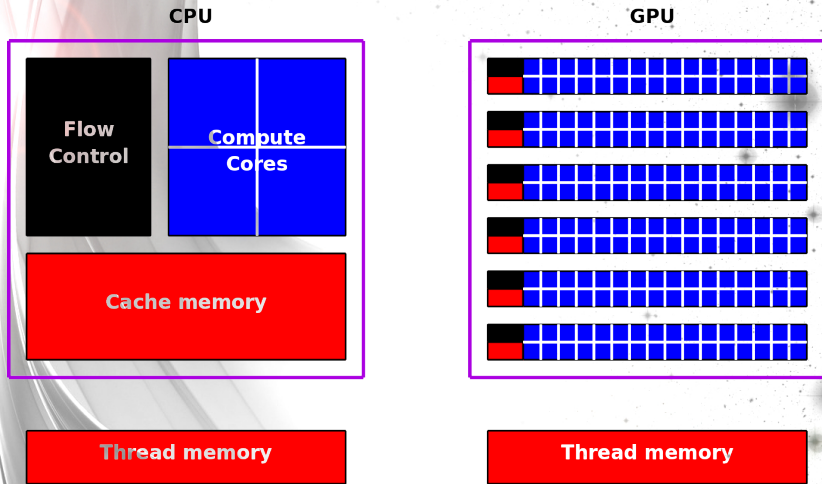 CPU
GPU
Flow
Control
Compute
Cores
Cache memory
Thread memory
Thread memory